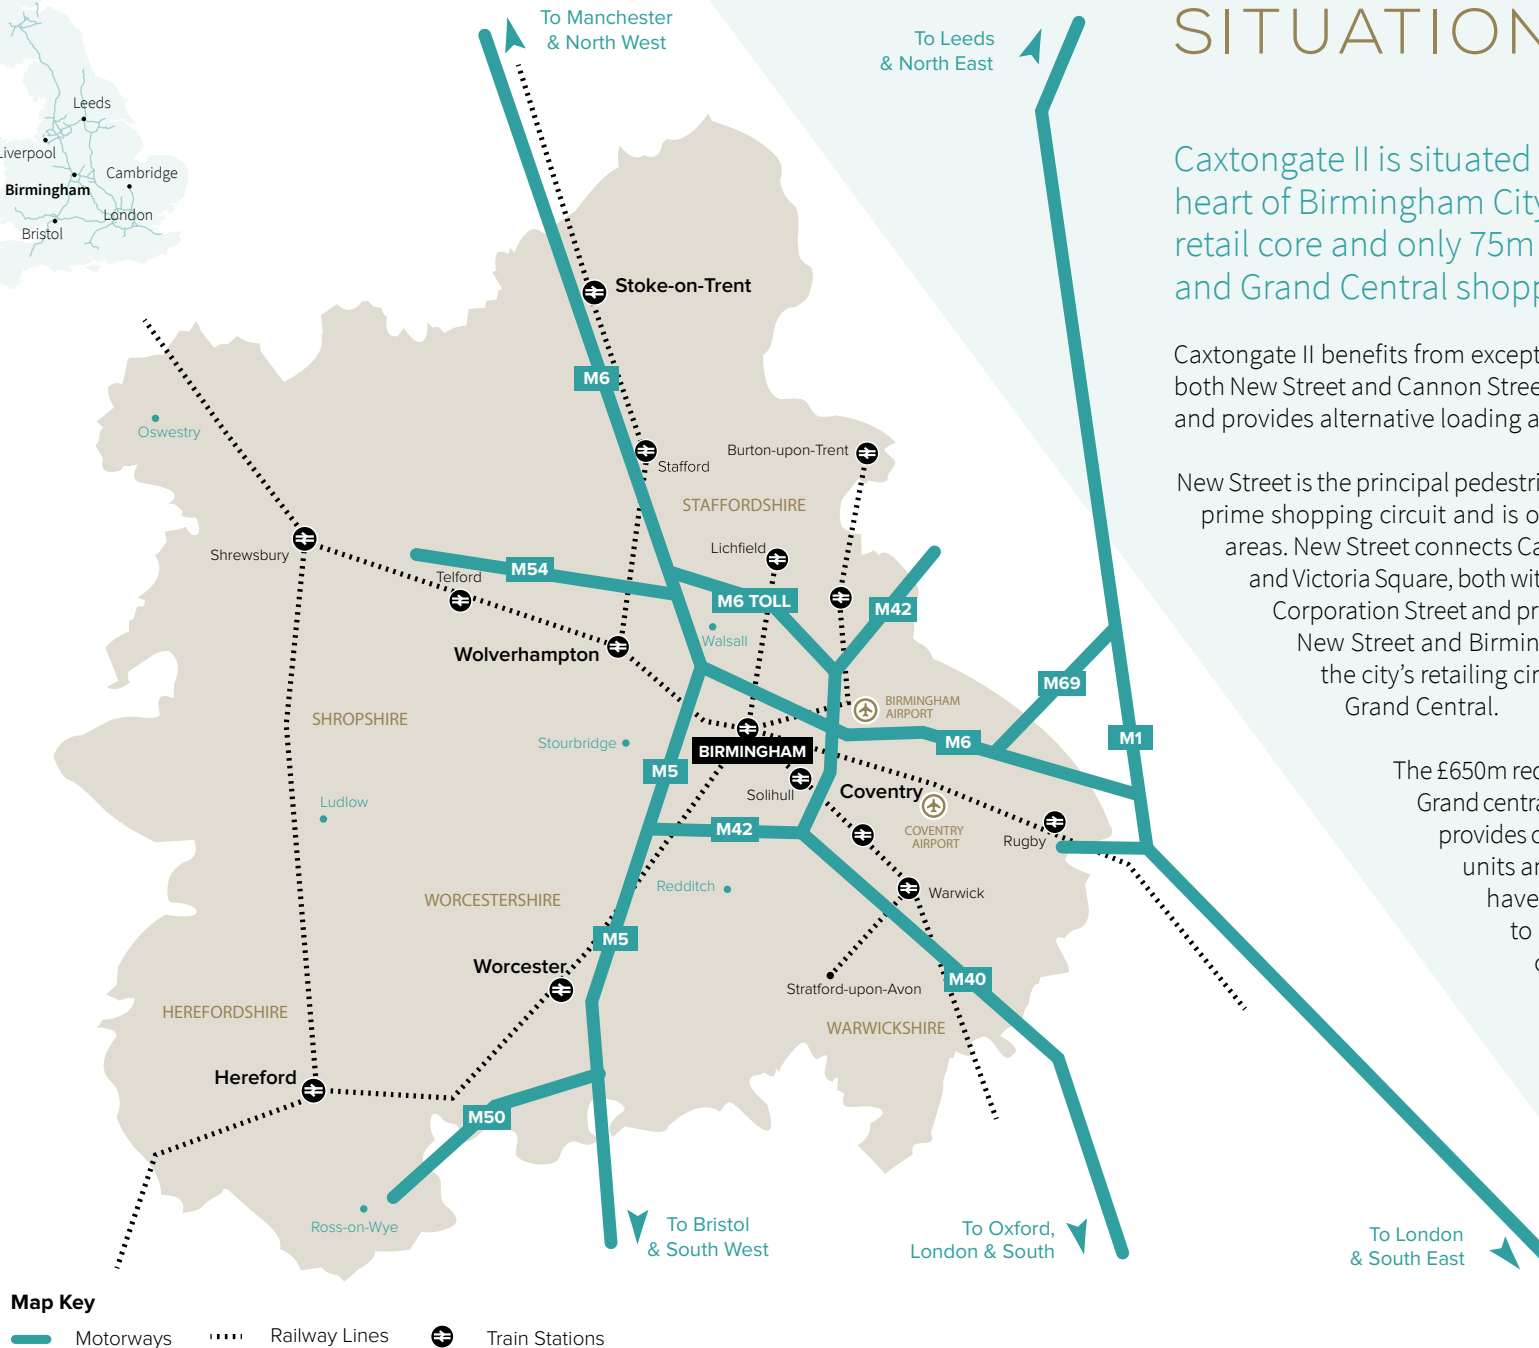 SITUATION
Caxtongate II is situated
heart of Birmingham City
retail core and only 75m
and Grand Central shopp
Caxtongate II benefits from except
both New Street and Cannon Stree
and provides alternative loading a
New Street is the principal pedestri
prime shopping circuit and is o
areas. New Street connects Ca
and Victoria Square, both wit
Corporation Street and pr
New Street and Birmin
the city's retailing cir
Grand Central.
The £650m red
Grand centra
provides o
units an
have
to
To Manchester
& North West
To Leeds
& North East
Leeds
Liverpool
Cambridge
Birmingham
London
Bristol
Stoke-on-Trent
M6
Oswestry
Stafford
Burton-upon-Trent
STAFFORDSHIRE
Shrewsbury
Lichfield
Telford
M54
M6 TOLL
M42
Walsall
Wolverhampton
M69
BIRMINGHAM
AIRPORT
SHROPSHIRE
Stourbridge
BIRMINGHAM
M6
M1
M5
Solihull
Coventry
Ludlow
COVENTRY
AIRPORT
M42
Rugby
Redditch
Warwick
WORCESTERSHIRE
M5
Worcester
Stratford-upon-Avon
M40
HEREFORDSHIRE
WARWICKSHIRE
Hereford
M50
Ross-on-Wye
To Bristol
& South West
To Oxford,
London & South
To London
& South East
Map Key
Motorways
Railway Lines
Train Stations